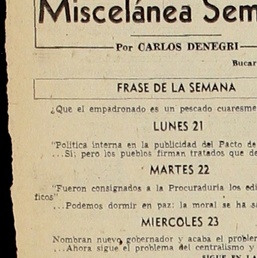 Miscelánea Sem
Por CARLOS DENEGRI
Bucar
FRASE DE LA SEMANA
¿Que el empadronado es un pescado cuaresme
LUNES 21
"Política interna en la publicidad del Pacto de
...Sí; pero los pueblos firman tratados que de
MARTES 22
"Fueron consignados a la Procuraduría los edi
ficos"
...Podemos dormir en paz: la moral se ha sa
MIERCOLES 23
Nombran nuevo gobernador y acaba el problem
...Ahora sigue el problema del centralismo y
SIGUE EN LA